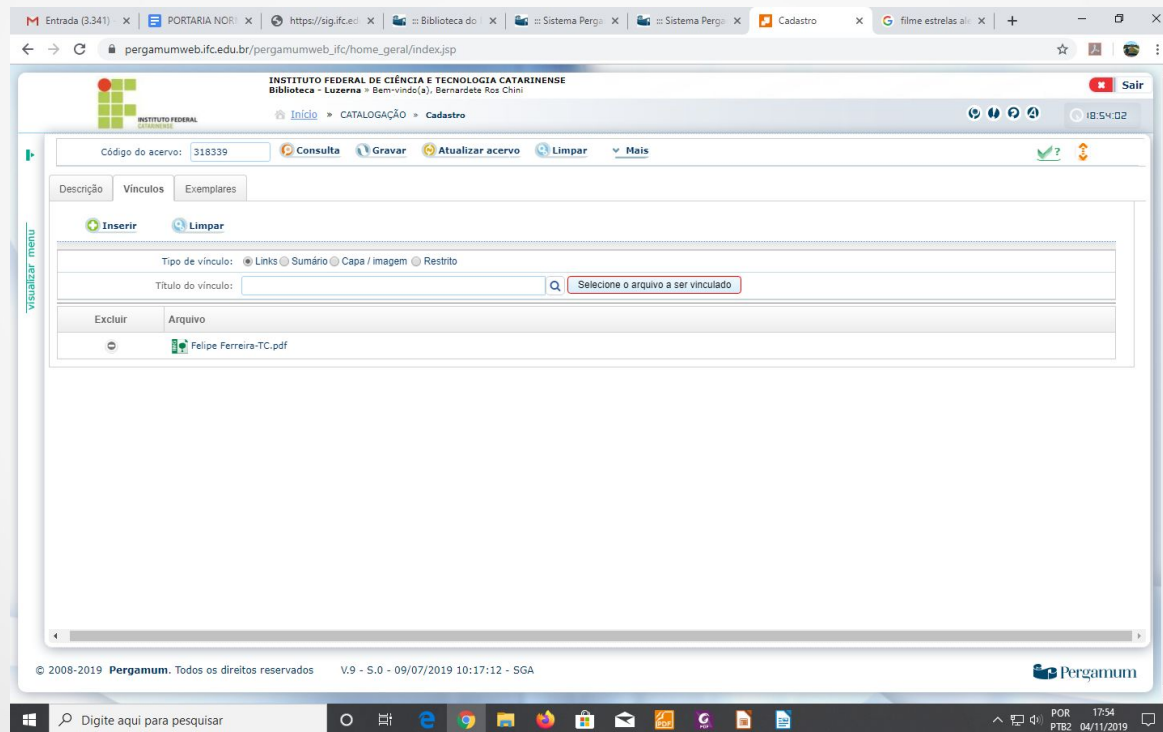 Entrada (3.341)
PORTARIA NOR
https://sig.ifc.ed
::: Biblioteca do
::: Sistema Perga
::: Sistema Perga
Cadastro
filme estrelas al
pergamumweb.ifc.edu.br/pergamumweb_ifc/home_geral/index.jsp
INSTITUTO FEDERAL DE CIÊNCIA E TECNOLOGIA CATARINENSE
Biblioteca - Luzerna » Bem-vindo(a), Bernardete Ros Chini
Sair
INSTITUTO FEDERAL
CATARINENSE
Início » CATALOGAÇÃO » Cadastro
18:54:02
Código do acervo: 318339 Consulta Gravar Atualizar acervo Limpar Mais
Descrição Vínculos Exemplares
visualizar menu
Inserir Limpar
Tipo de vínculo: Links Sumário Capa / imagem Restrito
Título do vínculo: Selecione o arquivo a ser vinculado
Excluir Arquivo
Felipe Ferreira-TC.pdf
© 2008-2019 Pergamum. Todos os direitos reservados V.9 - S.0 - 09/07/2019 10:17:12 - SGA
Pergamum
Digite aqui para pesquisar
POR 17:54
PTB2 04/11/2019